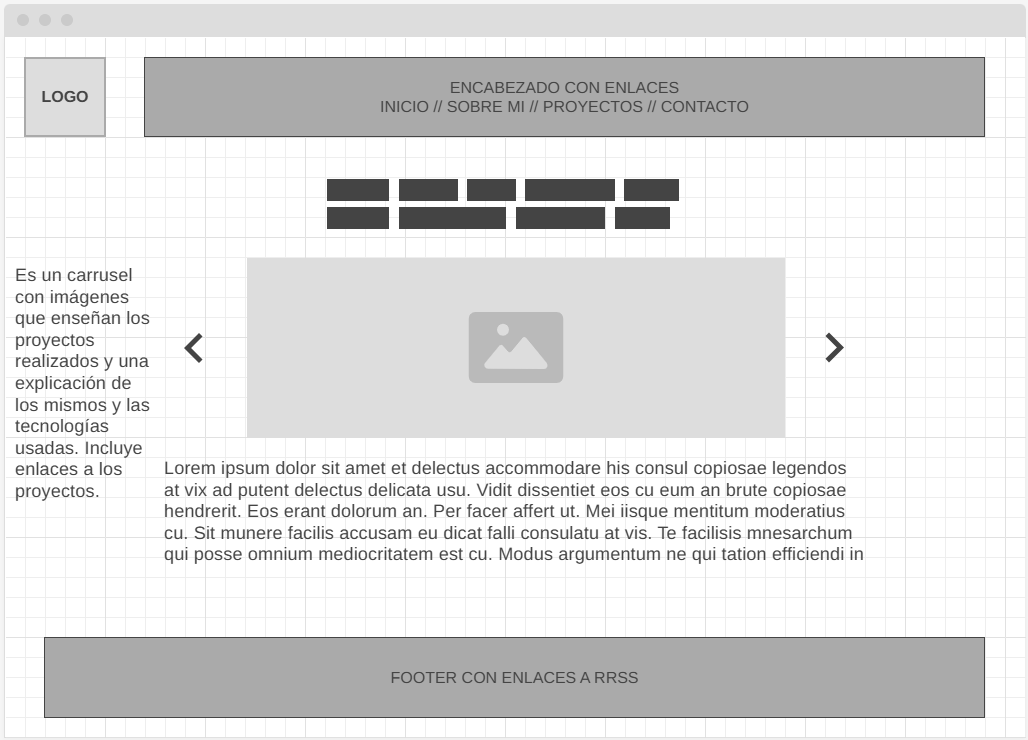 LOGO
ENCABEZADO CON ENLACES
INICIO // SOBRE MI // PROYECTOS // CONTACTO
Es un carrusel
con imágenes
que enseñan los
proyectos
realizados y una
explicación de
los mismos y las
tecnologías
usadas. Incluye
enlaces a los
proyectos.
Lorem ipsum dolor sit amet et delectus accommodare his consul copiosae legendos
at vix ad putent delectus delicata usu. Vidit dissentiet eos cu eum an brute copiosae
hendrerit. Eos erant dolorum an. Per facer affert ut. Mei iisque mentitum moderatius
cu. Sit munere facilis accusam eu dicat falli consulatu at vis. Te facilisis mnesarchum
qui posse omnium mediocritatem est cu. Modus argumentum ne qui tation efficiendi in
FOOTER CON ENLACES A RRSS